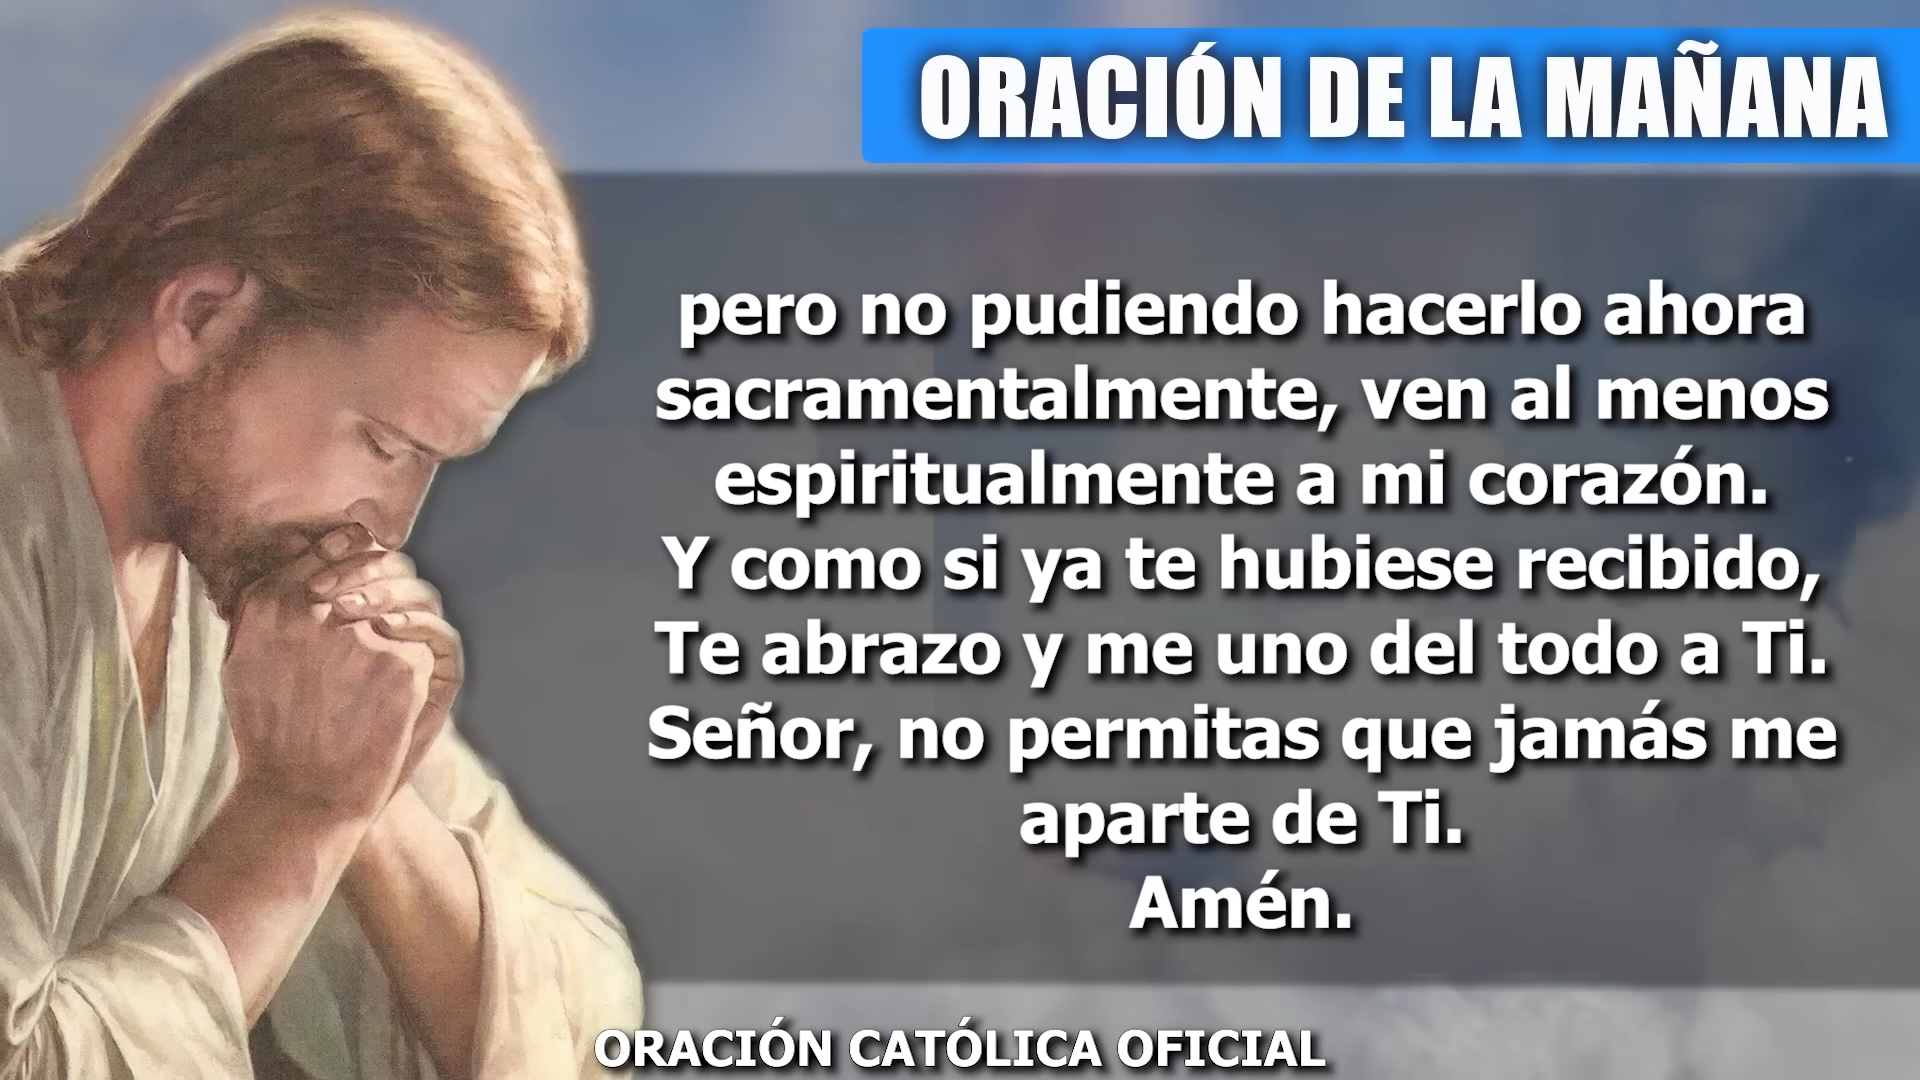 ORACIÓN DE LA MAÑANA
pero no pudiendo hacerlo ahora
sacramentalmente, ven al menos
espiritualmente a mi corazón.
Y como si ya te hubiese recibido,
Te abrazo y me uno del todo a Ti.
Señor, no permitas que jamás me
aparte de Ti.
Amén.
ORACIÓN CATÓLICA OFICIAL